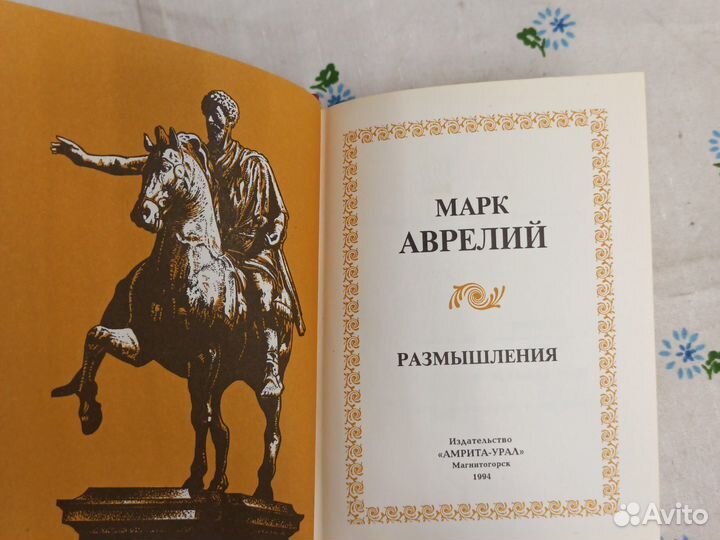 МАРК
АВРЕЛИЙ
РАЗМЫШЛЕНИЯ
Издательство
«АМРИТА-УРАЛ»
Магнитогорск
1994
Avito